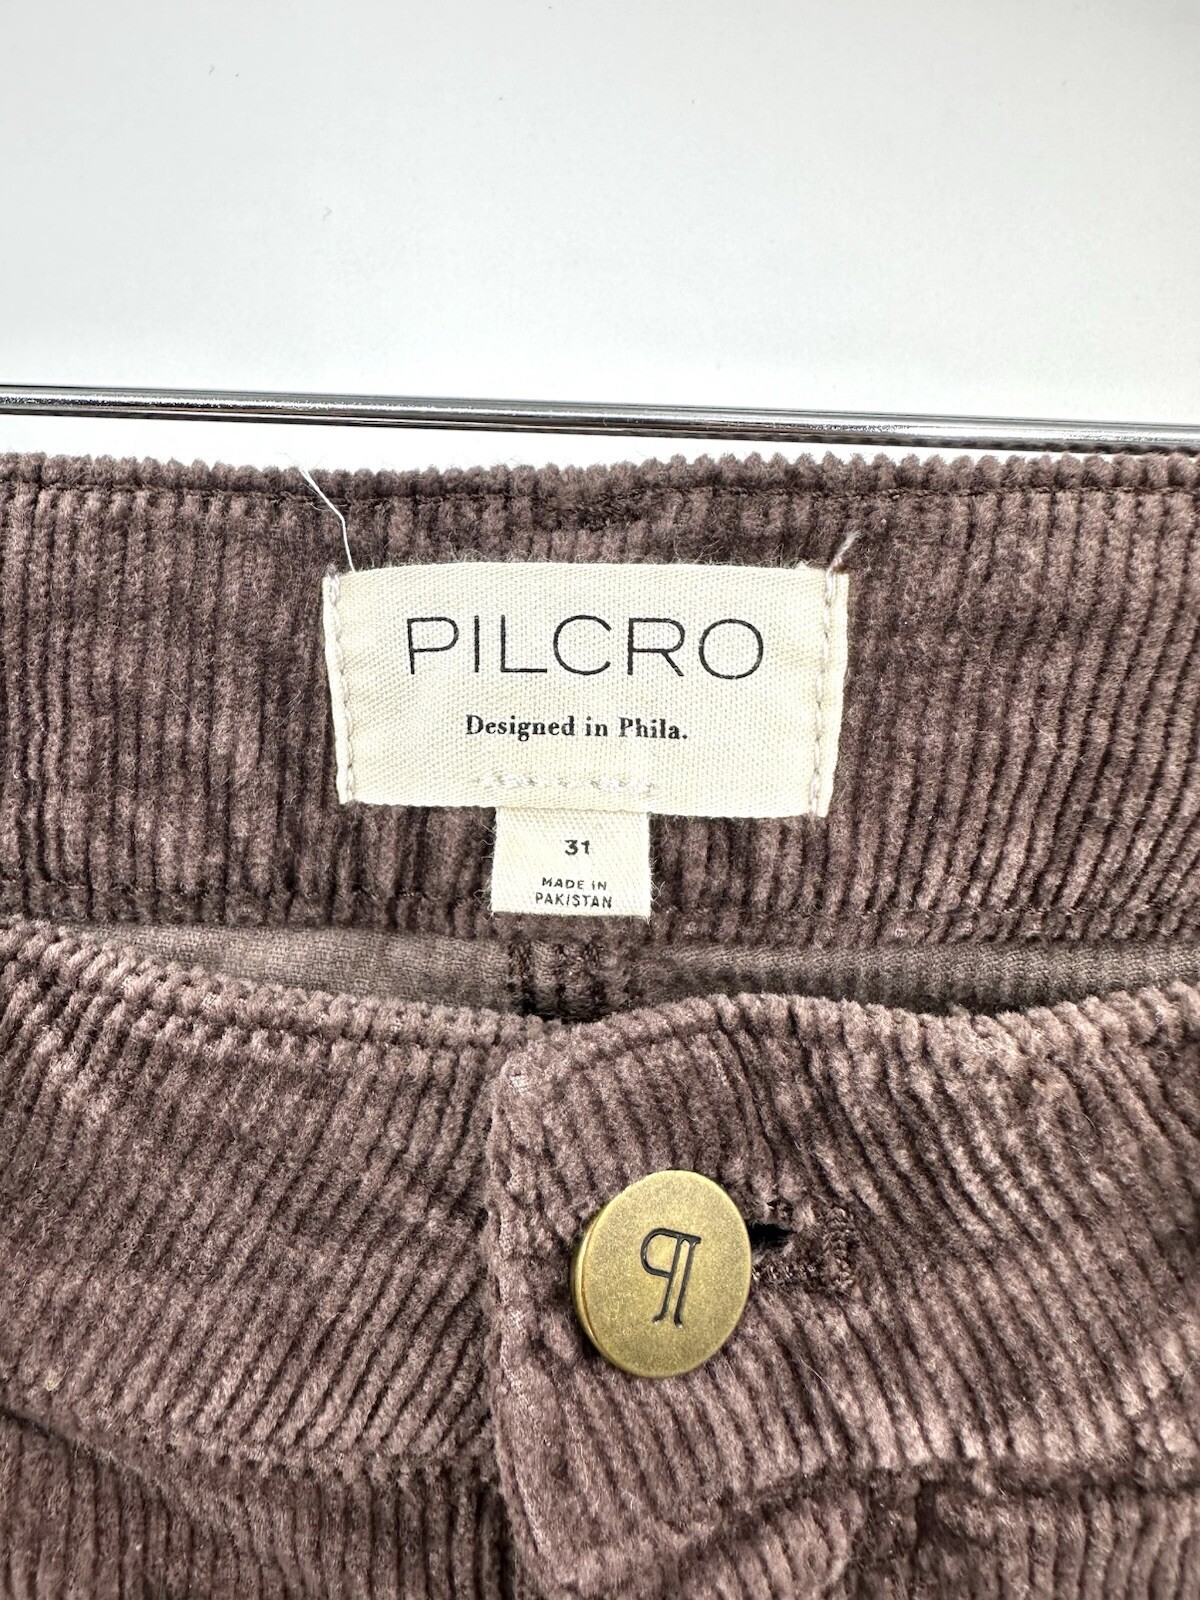 PILCRO
Designed in Phila.
31
MADE IN
PAKISTAN
¶